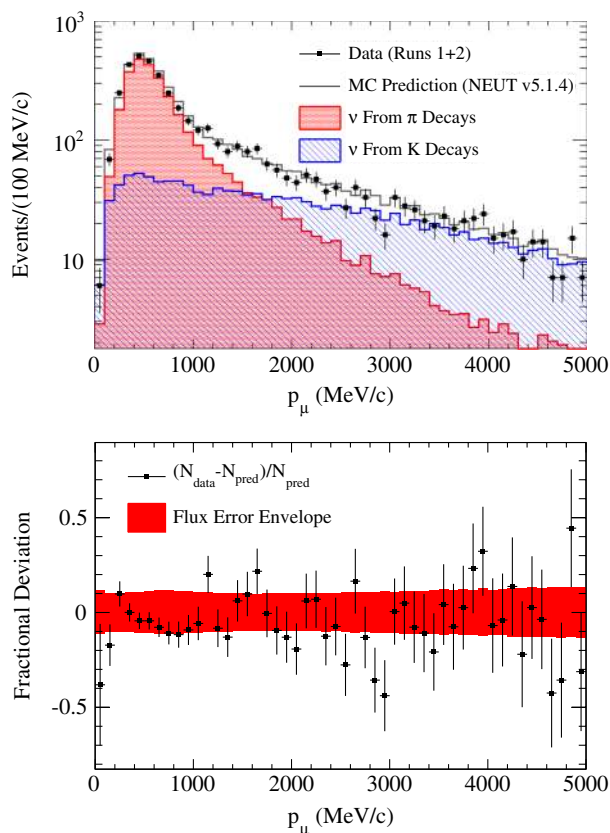 10³
10²
10
Events/(100 MeV/c)
Data (Runs 1+2)
MC Prediction (NEUT v5.1.4)
ν From π Decays
ν From K Decays
0 1000 2000 3000 4000 5000
p_μ (MeV/c)
0.5
0
-0.5
Fractional Deviation
(N_data-N_pred)/N_pred
Flux Error Envelope
0 1000 2000 3000 4000 5000
p_μ (MeV/c)